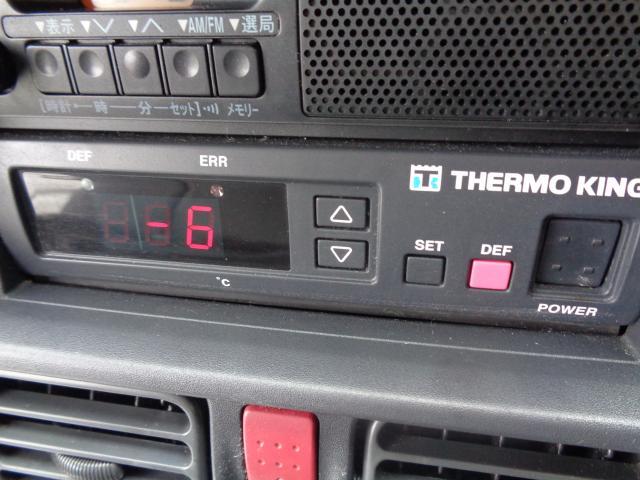 ▼表示 ▼╲╱ ▼╱╲ ▼AM/FM ▼選局
[時計・時 ── 分 ─ セット]・))) メモリー
DEF ERR
THERMO KING
-6
SET DEF
°C
POWER